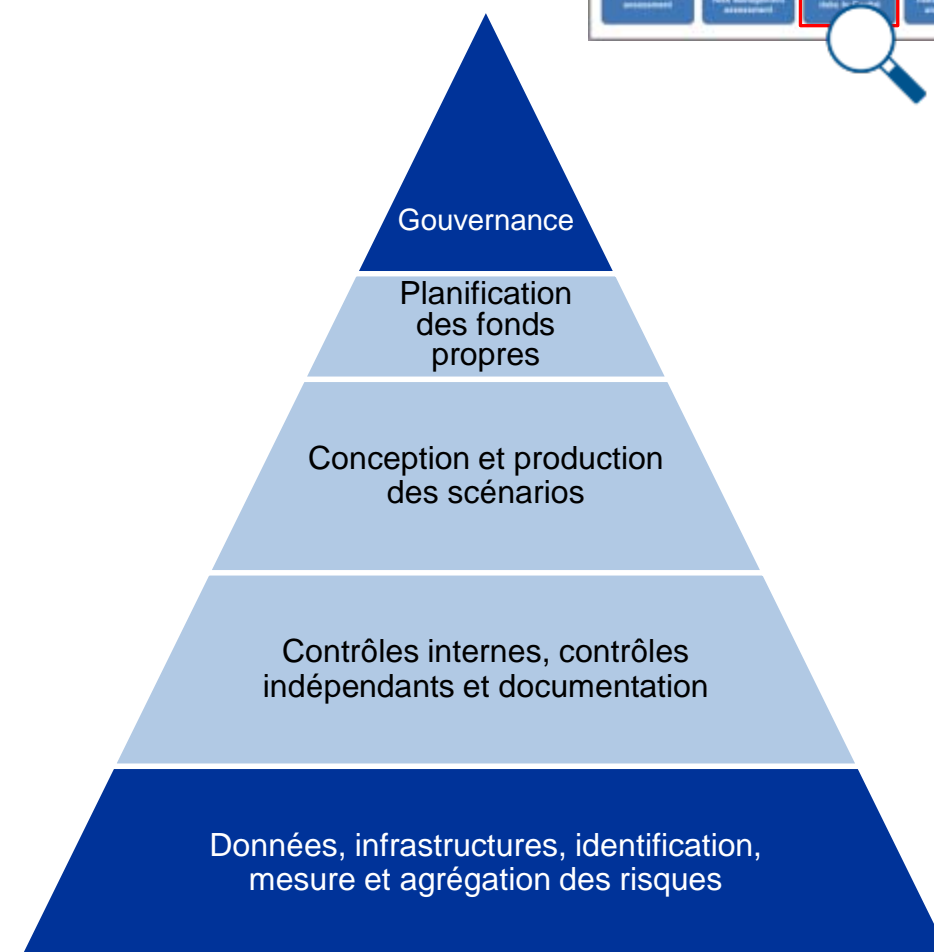 assessment
Gouvernance
Planification
des fonds
propres
Conception et production
des scénarios
Contrôles internes, contrôles
indépendants et documentation
Données, infrastructures, identification,
mesure et agrégation des risques